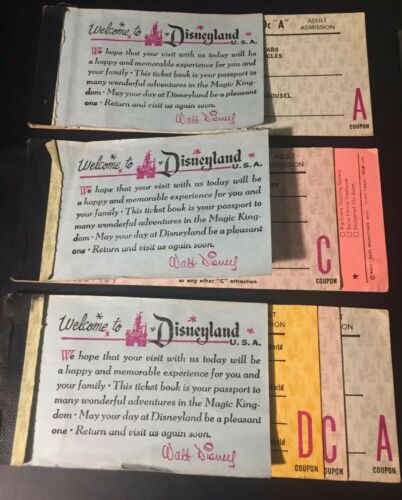 Welcome to Disneyland
U.S.A.
We hope that your visit with us today will be
a happy and memorable experience for you and
your family • This ticket book is your passport to
many wonderful adventures in the Magic King-
dom • May your day at Disneyland be a pleasant
one • Return and visit us again soon.
Walt Disney
10c "A"
ADULT
ADMISSION
A
COUPON
Welcome to Disneyland
U.S.A.
We hope that your visit with us today will be
a happy and memorable experience for you and
your family • This ticket book is your passport to
many wonderful adventures in the Magic King-
dom • May your day at Disneyland be a pleasant
one • Return and visit us again soon.
Walt Disney
ADULT
ADMISSION
C
COUPON
or any other "C" attraction
Welcome to Disneyland
U.S.A.
We hope that your visit with us today will be
a happy and memorable experience for you and
your family • This ticket book is your passport to
many wonderful adventures in the Magic King-
dom • May your day at Disneyland be a pleasant
one • Return and visit us again soon.
Walt Disney
D
COUPON
C
COUPON
A
COUPON